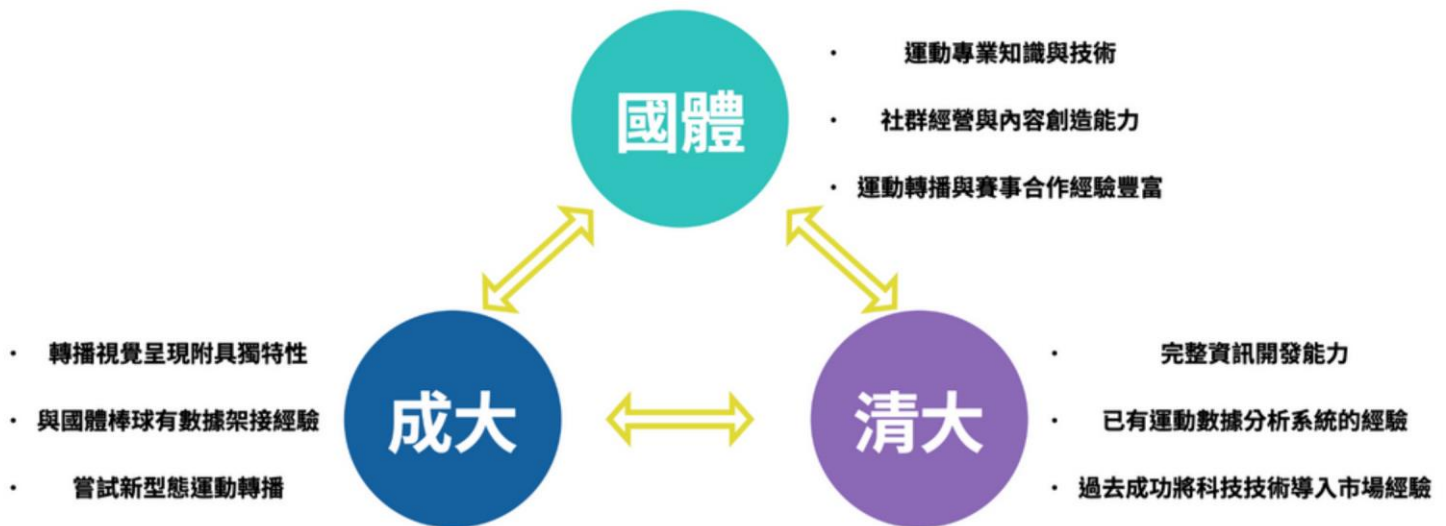 國體
· 運動專業知識與技術
· 社群經營與內容創造能力
· 運動轉播與賽事合作經驗豐富
成大
· 轉播視覺呈現附具獨特性
· 與國體棒球有數據架接經驗
· 嘗試新型態運動轉播
清大
· 完整資訊開發能力
· 已有運動數據分析系統的經驗
· 過去成功將科技技術導入市場經驗